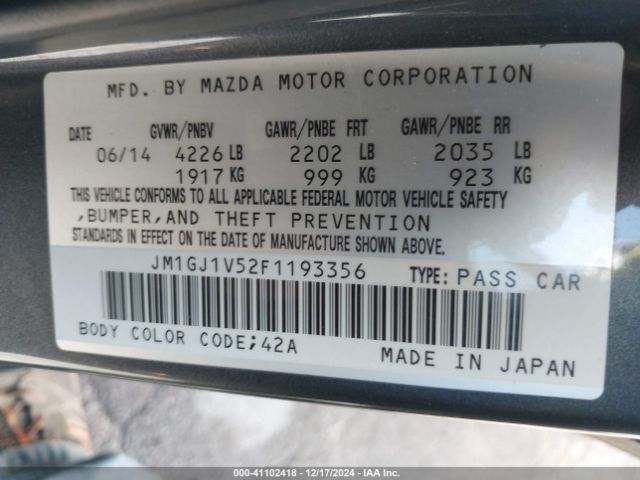 MFD. BY MAZDA MOTOR CORPORATION
DATE GVWR/PNBV GAWR/PNBE FRT GAWR/PNBE RR
06/14 4226 LB 2202 LB 2035 LB
1917 KG 999 KG 923 KG
THIS VEHICLE CONFORMS TO ALL APPLICABLE FEDERAL MOTOR VEHICLE SAFETY
,BUMPER,AND THEFT PREVENTION
STANDARDS IN EFFECT ON THE DATE OF MANUFACTURE SHOWN ABOVE.
JM1GJ1V52F1193356 TYPE: PASS CAR
BODY COLOR CODE;42A MADE IN JAPAN
000-41102418 - 12/17/2024 - IAA Inc.